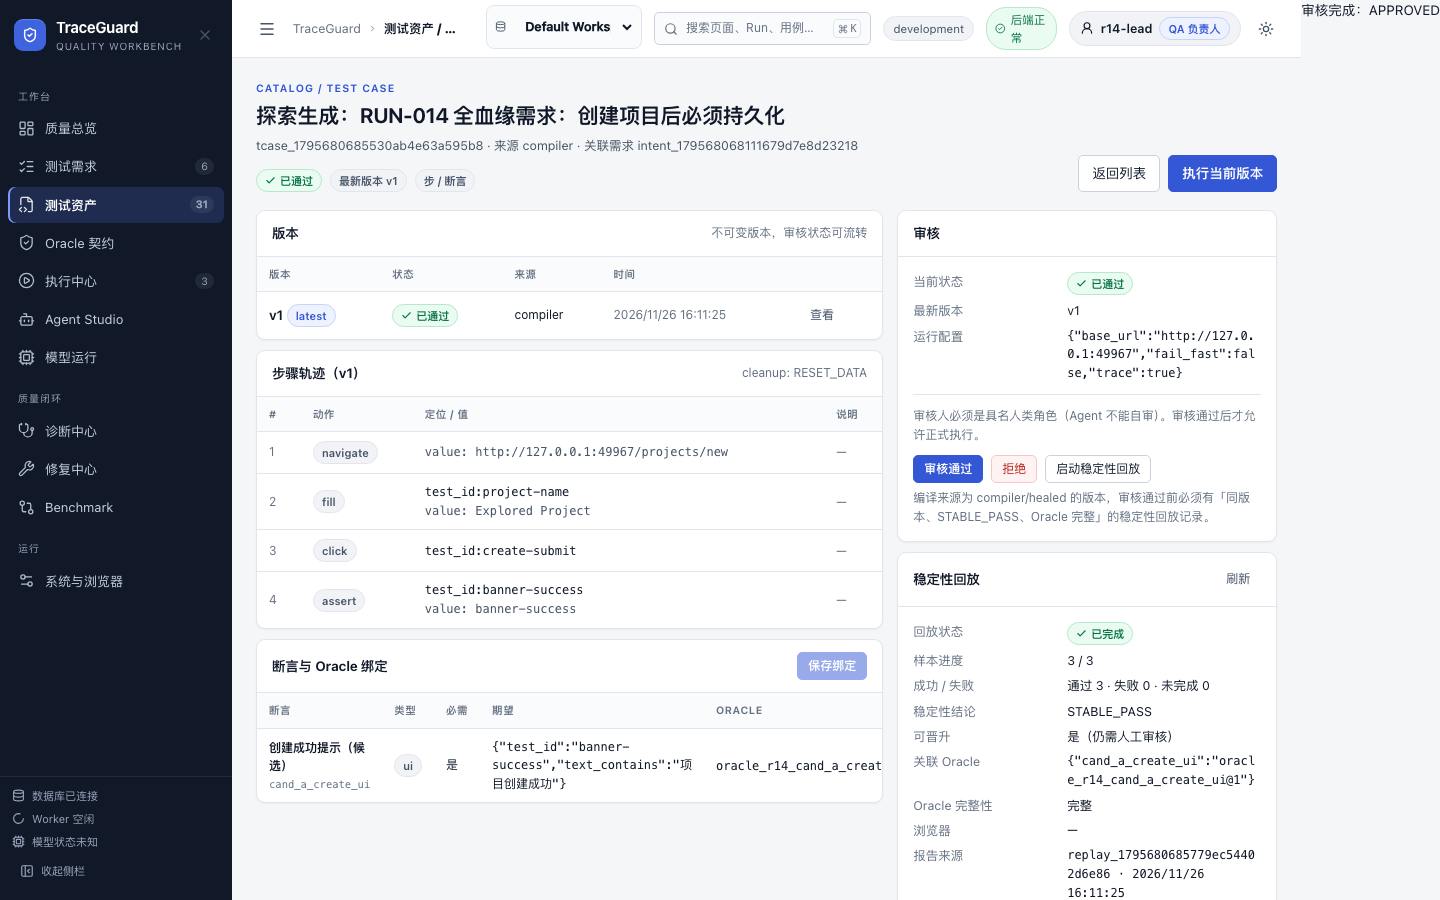 TraceGuard
QUALITY WORKBENCH
工作台
质量总览
测试需求 6
测试资产 31
Oracle 契约
执行中心 3
Agent Studio
模型运行
质量闭环
诊断中心
修复中心
Benchmark
运行
系统与浏览器
数据库已连接
Worker 空闲
模型状态未知
收起侧栏
TraceGuard › 测试资产 / ...
Default Works
搜索页面、Run、用例... ⌘K
development
后端正
常
r14-lead QA 负责人
审核完成：APPROVED
CATALOG / TEST CASE
探索生成：RUN-014 全血缘需求：创建项目后必须持久化
tcase_1795680685530ab4e63a595b8 · 来源 compiler · 关联需求 intent_179568068111679d7e8d23218
已通过 最新版本 v1 步 / 断言
返回列表 执行当前版本
版本 不可变版本，审核状态可流转
版本 状态 来源 时间
v1 latest 已通过 compiler 2026/11/26 16:11:25 查看
步骤轨迹（v1） cleanup: RESET_DATA
# 动作 定位 / 值 说明
1 navigate value: http://127.0.0.1:49967/projects/new —
2 fill test_id:project-name —
value: Explored Project
3 click test_id:create-submit —
4 assert test_id:banner-success —
value: banner-success
断言与 Oracle 绑定 保存绑定
断言 类型 必需 期望 ORACLE
创建成功提示（候
选）
cand_a_create_ui
ui
是
{"test_id":"banner-
success","text_contains":"项
目创建成功"}
oracle_r14_cand_a_creat
审核
当前状态 已通过
最新版本 v1
运行配置 {"base_url":"http://127.0.
0.1:49967","fail_fast":fal
se,"trace":true}
审核人必须是具名人类角色（Agent 不能自审）。审核通过后才允
许正式执行。
审核通过 拒绝 启动稳定性回放
编译来源为 compiler/healed 的版本，审核通过前必须有「同版
本、STABLE_PASS、Oracle 完整」的稳定性回放记录。
稳定性回放 刷新
回放状态 已完成
样本进度 3 / 3
成功 / 失败 通过 3 · 失败 0 · 未完成 0
稳定性结论 STABLE_PASS
可晋升 是（仍需人工审核）
关联 Oracle {"cand_a_create_ui":"oracl
e_r14_cand_a_create_ui@1"}
Oracle 完整性 完整
浏览器 —
报告来源 replay_1795680685779ec5440
2d6e86 · 2026/11/26
16:11:25